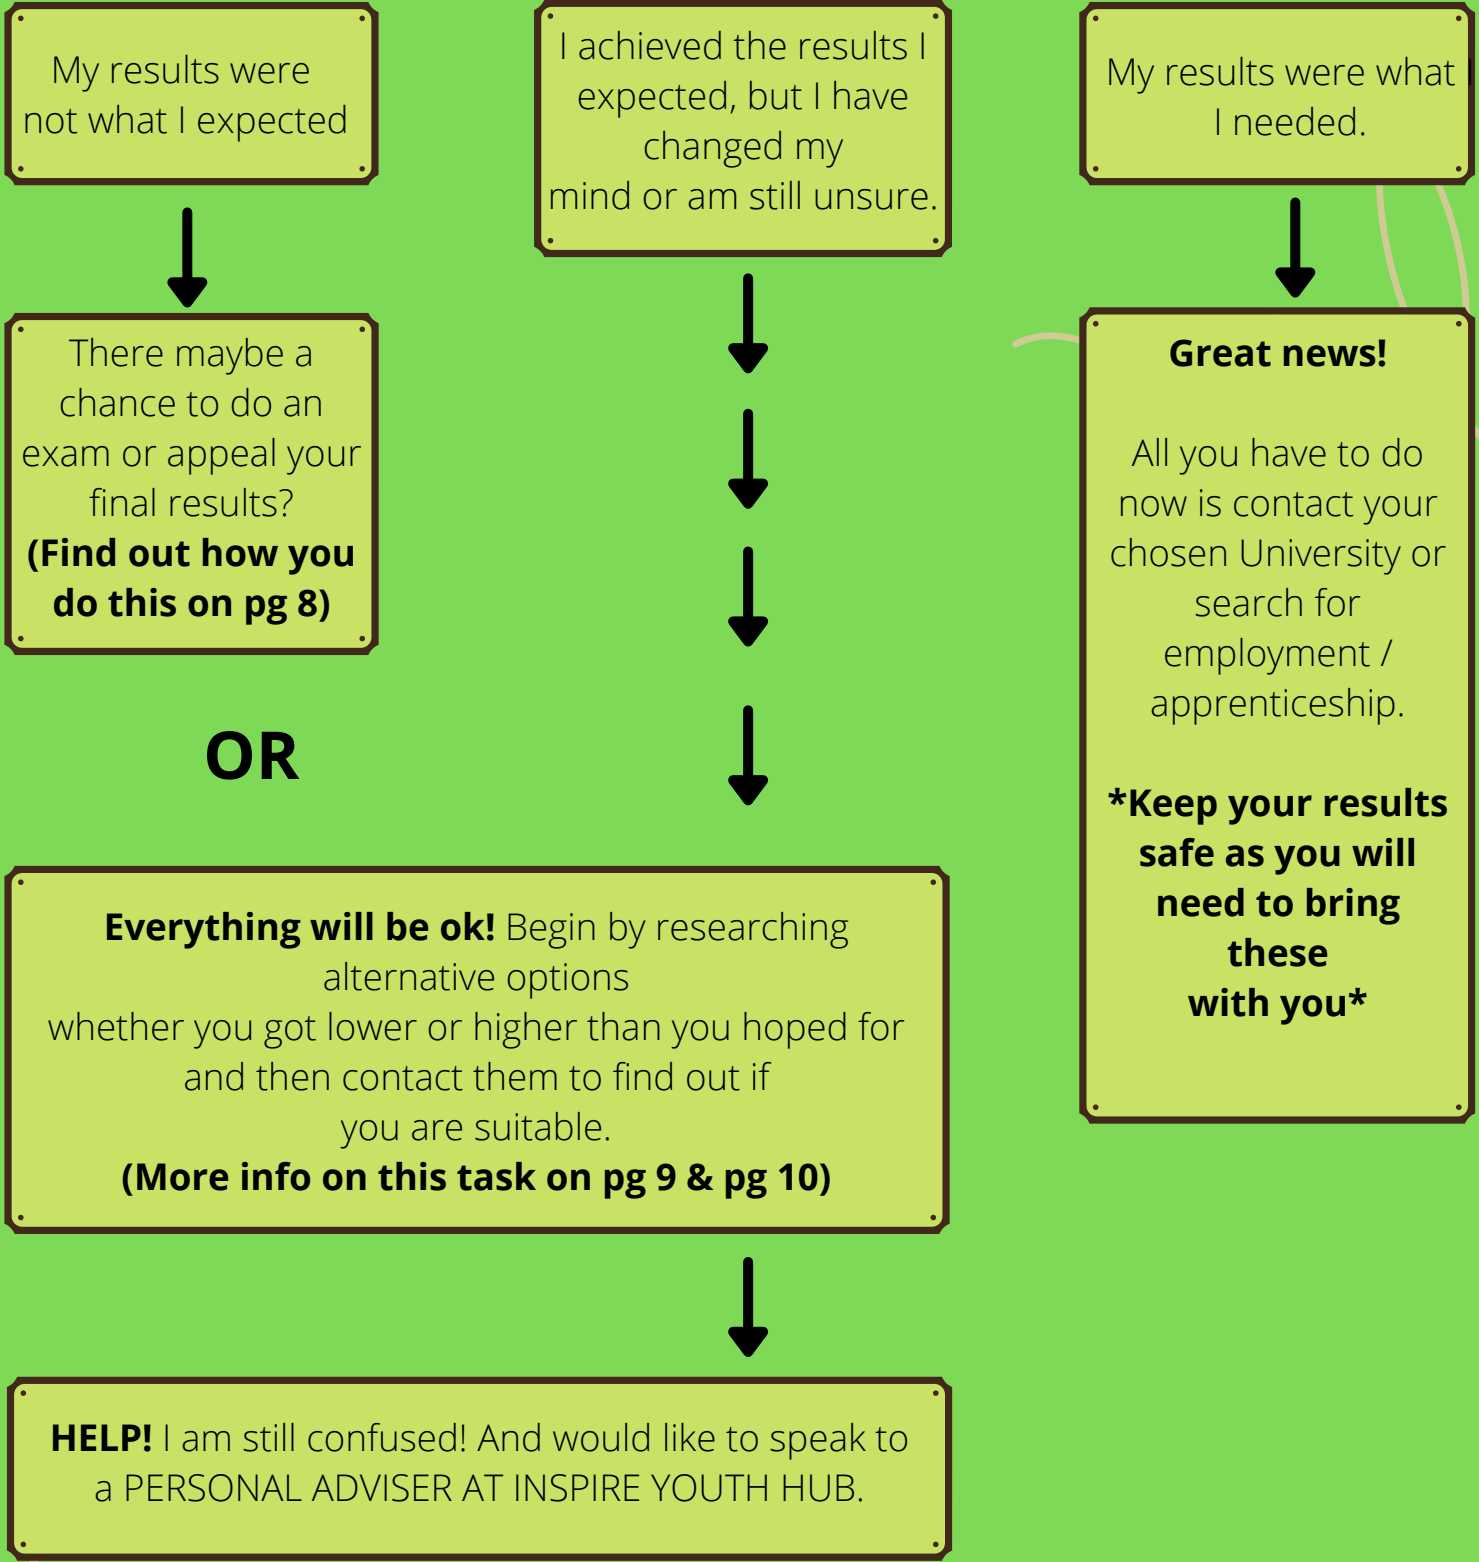 My results were
not what I expected
I achieved the results I
expected, but I have
changed my
mind or am still unsure.
My results were what I
I needed.
There maybe a
chance to do an
exam or appeal your
final results?
(Find out how you
do this on pg 8)
OR
Great news!
All you have to do
now is contact your
chosen University or
search for
employment /
apprenticeship.
*Keep your results
safe as you will
need to bring
these
with you*
Everything will be ok! Begin by researching
alternative options
whether you got lower or higher than you hoped for
and then contact them to find out if
you are suitable.
(More info on this task on pg 9 & pg 10)
HELP! I am still confused! And would like to speak to
a PERSONAL ADVISER AT INSPIRE YOUTH HUB.